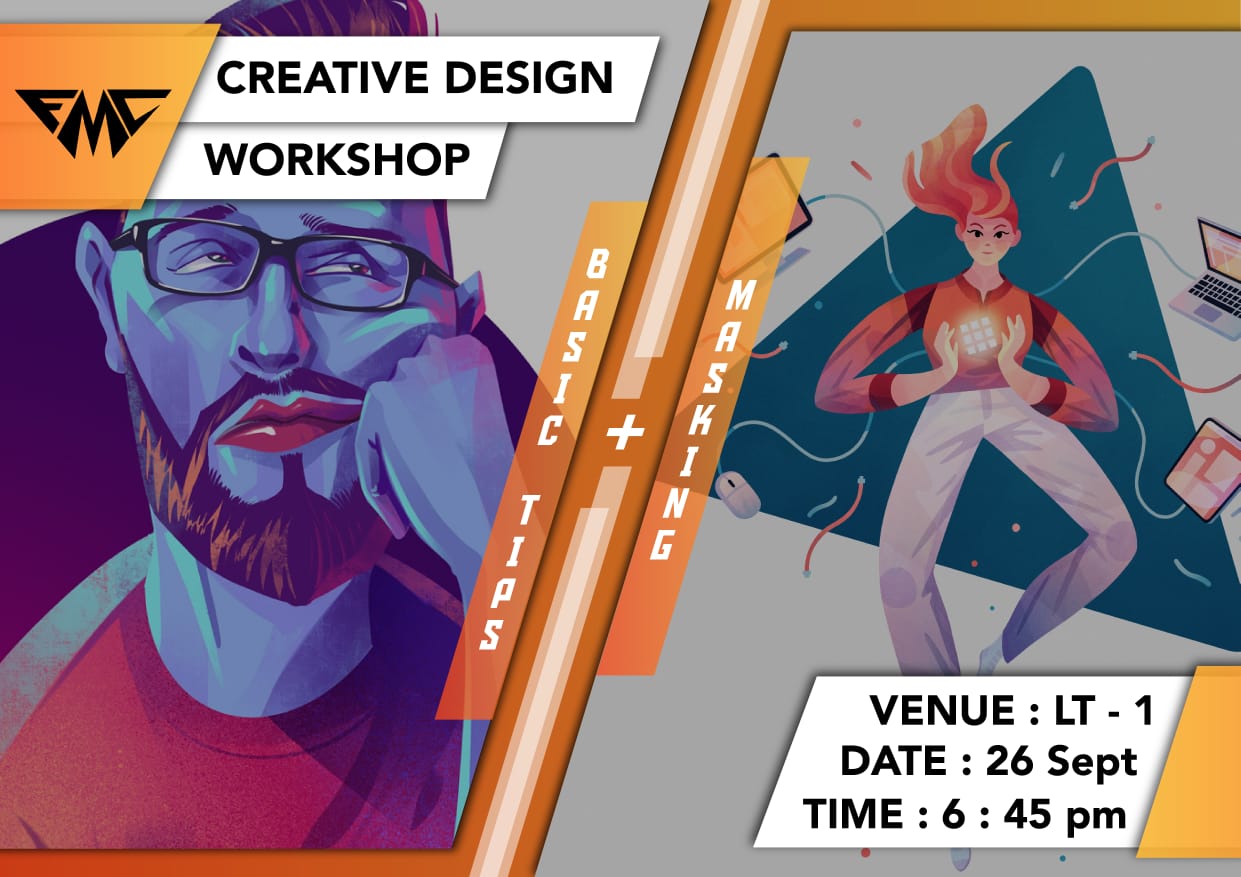 FMC
CREATIVE DESIGN
WORKSHOP
BASIC TIPS
+
MASKING
VENUE : LT - 1
DATE : 26 Sept
TIME : 6 : 45 pm